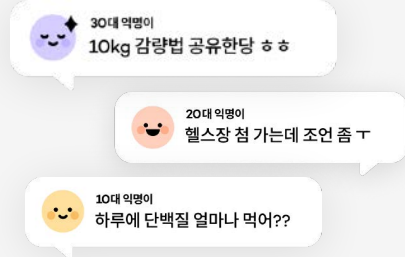 30대 익명이
10kg 감량법 공유한당 ㅎㅎ
20대 익명이
헬스장 첨 가는데 조언 좀 ㅜ
10대 익명이
하루에 단백질 얼마나 먹어??